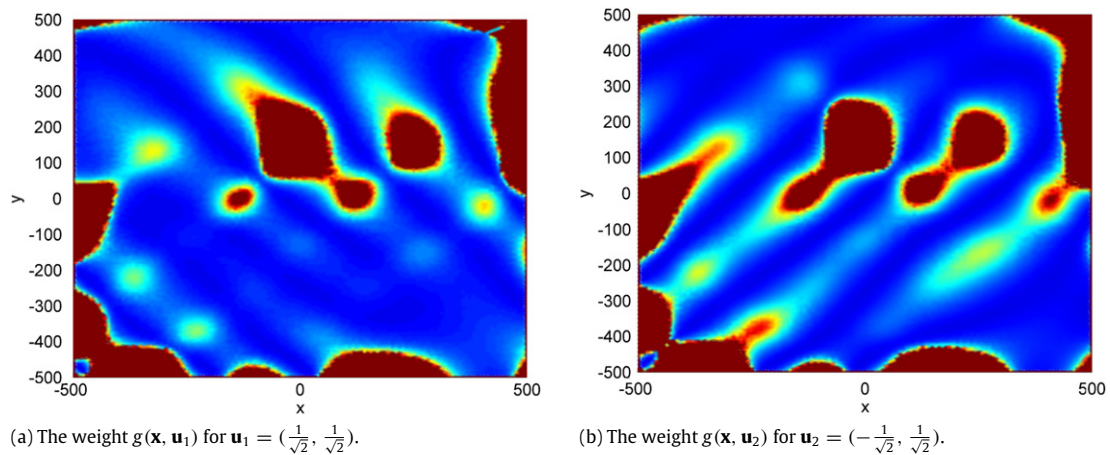 500
400
300
200
100
0
-100
-200
-300
-400
-500
y
-500 0 500
x
500
400
300
200
100
0
-100
-200
-300
-400
-500
y
-500 0 500
x
(a) The weight g(x, u₁) for u₁ = (1/√2, 1/√2).
(b) The weight g(x, u₂) for u₂ = (−1/√2, 1/√2).